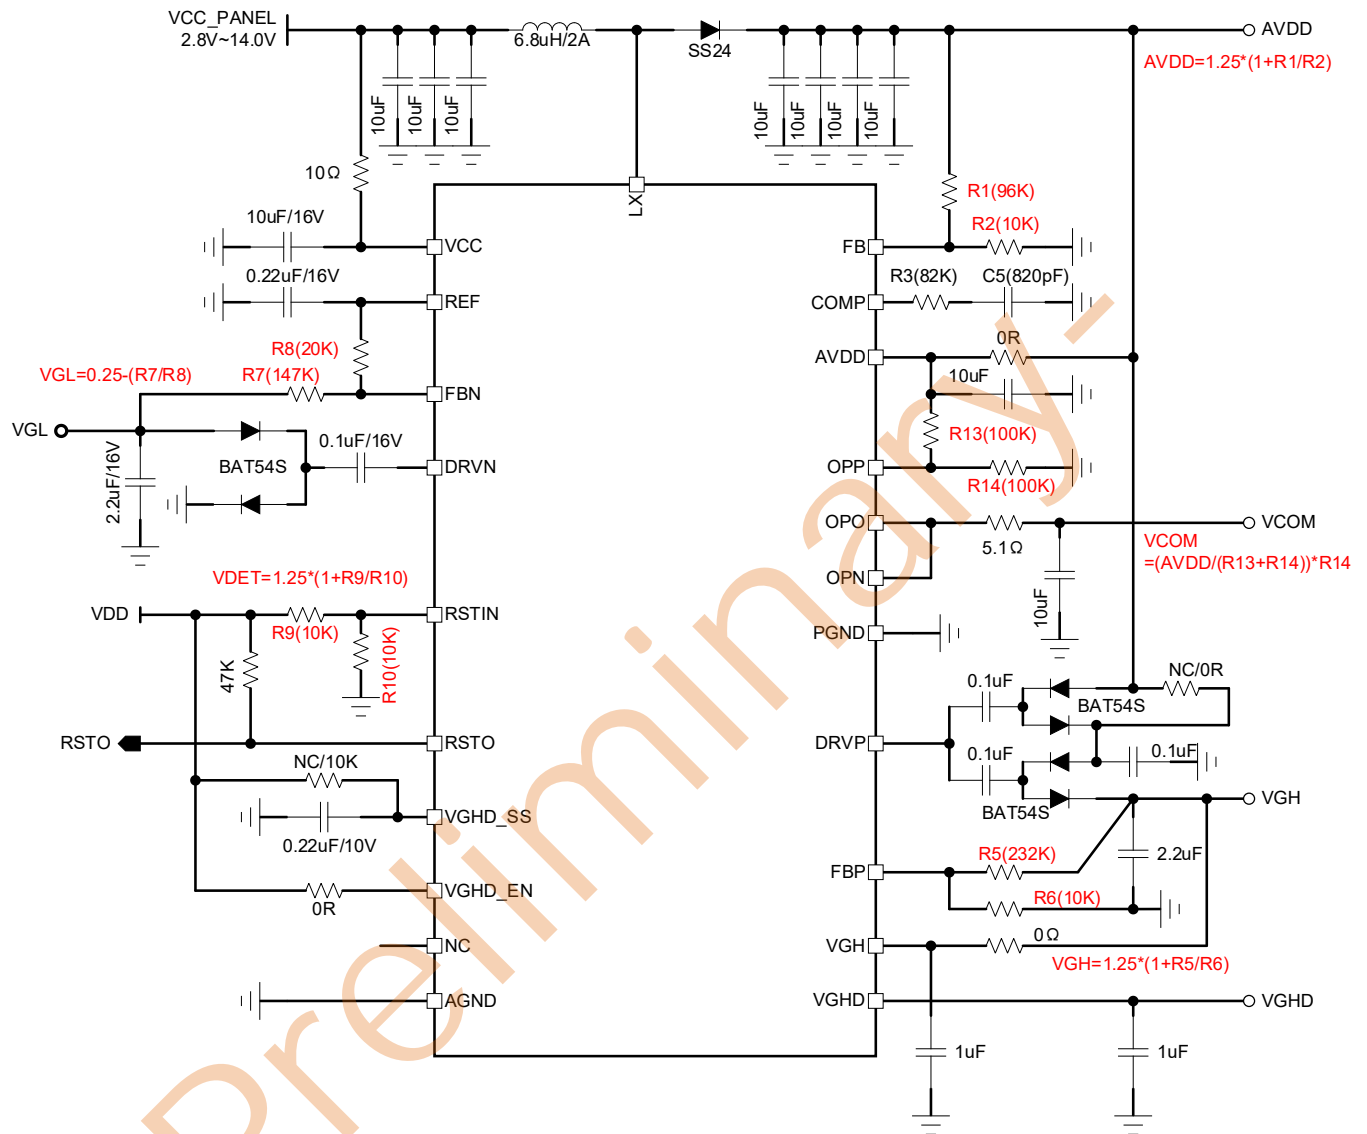 VCC_PANEL
2.8V~14.0V
6.8uH/2A
SS24
AVDD
AVDD=1.25*(1+R1/R2)
10uF
10uF
10uF
10uF
10uF
10uF
10uF
10Ω
LX
R1(96K)
10uF/16V
R2(10K)
VCC
FB
0.22uF/16V
R3(82K)
C5(820pF)
REF
COMP
0R
R8(20K)
AVDD
VGL=0.25-(R7/R8)
R7(147K)
10uF
FBN
VGL
0.1uF/16V
R13(100K)
BAT54S
DRVN
OPP
2.2uF/16V
R14(100K)
OPO
VCOM
5.1Ω
VCOM
=(AVDD/(R13+R14))*R14
OPN
VDET=1.25*(1+R9/R10)
10uF
VDD
RSTIN
R9(10K)
PGND
R10(10K)
47K
0.1uF
NC/0R
BAT54S
RSTO
RSTO
DRVP
0.1uF
0.1uF
NC/10K
VGH
BAT54S
VGHD_SS
0.22uF/10V
R5(232K)
2.2uF
FBP
VGHD_EN
0R
R6(10K)
0Ω
NC
VGH
VGH=1.25*(1+R5/R6)
AGND
VGHD
VGHD
1uF
1uF
Preliminary-